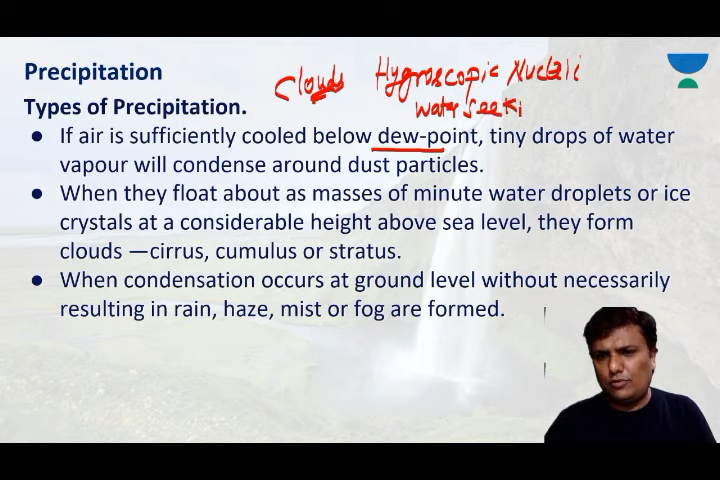 Precipitation
Clouds Hygroscopic Nuclii
Types of Precipitation.
water seeki
● If air is sufficiently cooled below dew-point, tiny drops of water
vapour will condense around dust particles.
● When they float about as masses of minute water droplets or ice
crystals at a considerable height above sea level, they form
clouds —cirrus, cumulus or stratus.
● When condensation occurs at ground level without necessarily
resulting in rain, haze, mist or fog are formed.